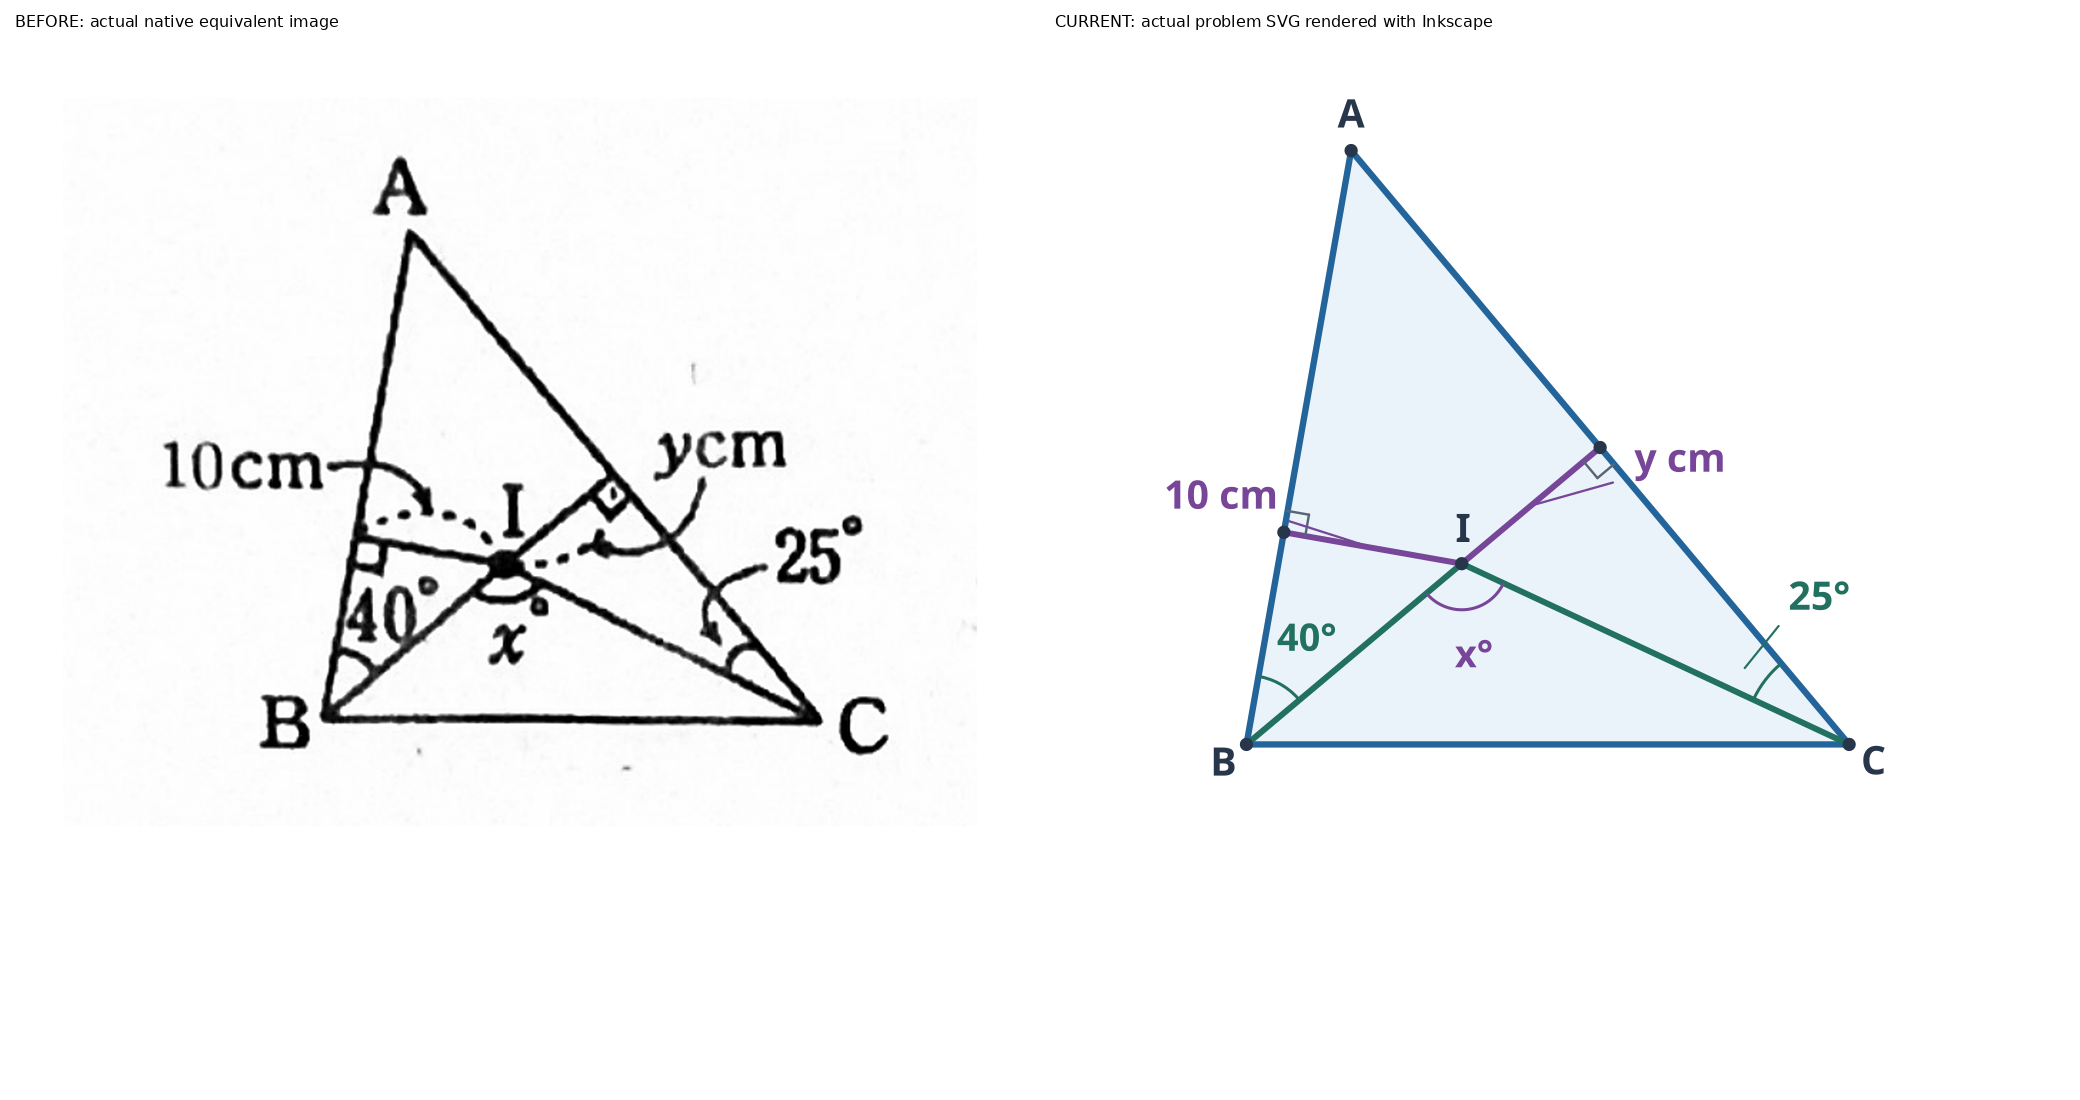 BEFORE: actual native equivalent image
A
10cm
I
ycm
25°
40°
x°
B
C
CURRENT: actual problem SVG rendered with Inkscape
A
10 cm
y cm
I
25°
40°
x°
B
C